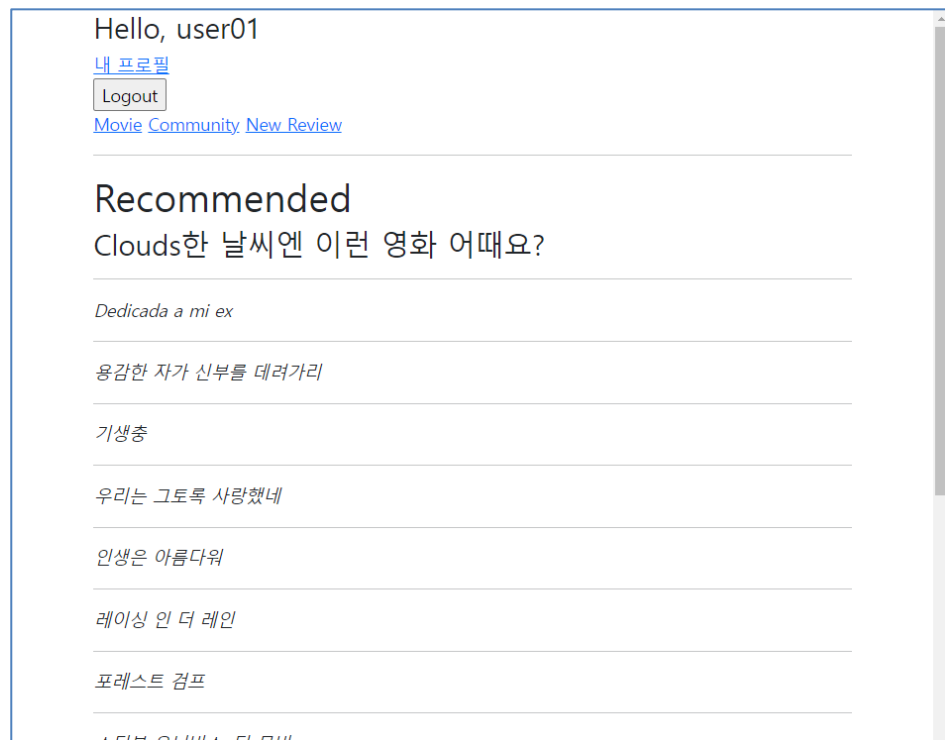 Hello, user01
내 프로필
Logout
Movie Community New Review
Recommended
Clouds한 날씨엔 이런 영화 어때요?
Dedicada a mi ex
용감한 자가 신부를 데려가리
기생충
우리는 그토록 사랑했네
인생은 아름다워
레이싱 인 더 레인
포레스트 검프